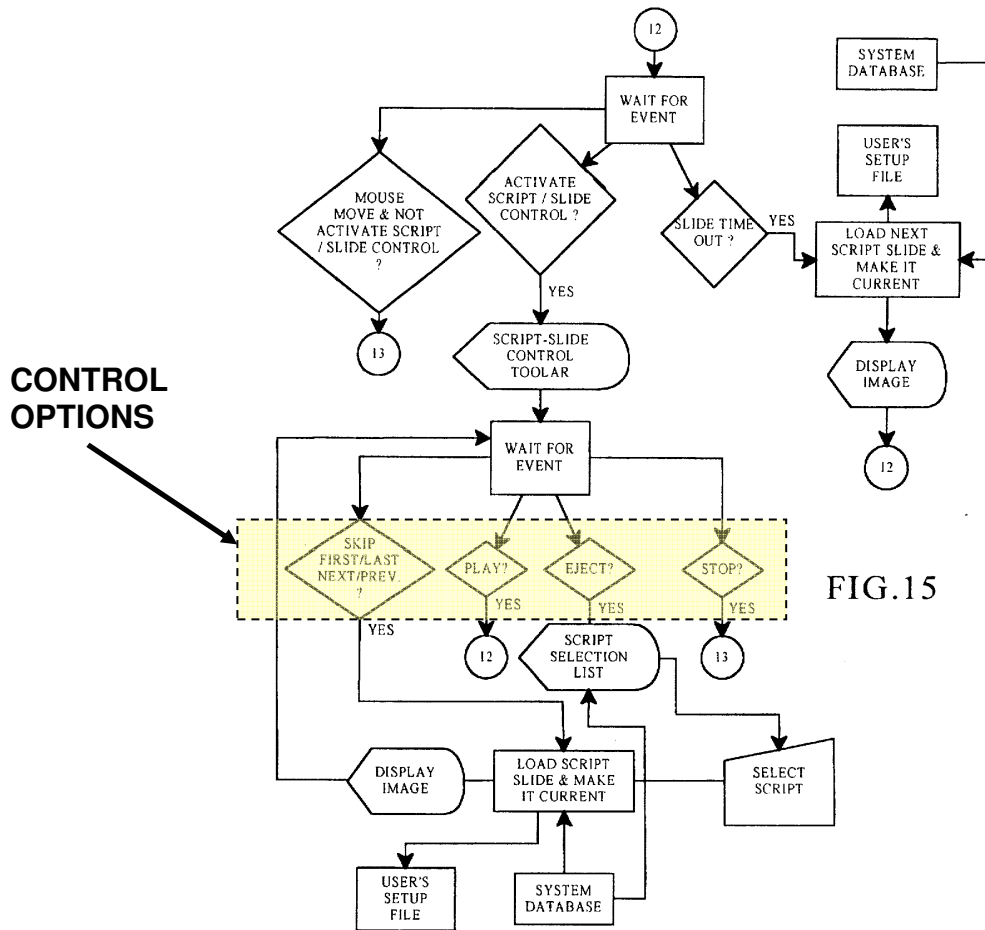 12
SYSTEM
DATABASE
WAIT FOR
EVENT
USER'S
SETUP
FILE
MOUSE
MOVE & NOT
ACTIVATE SCRIPT
/ SLIDE CONTROL
?
ACTIVATE
SCRIPT / SLIDE
CONTROL ?
SLIDE TIME
OUT ?
YES
LOAD NEXT
SCRIPT SLIDE &
MAKE IT
CURRENT
YES
13
SCRIPT-SLIDE
CONTROL
TOOLAR
DISPLAY
IMAGE
12
CONTROL
OPTIONS
WAIT FOR
EVENT
SKIP
FIRST/LAST
NEXT/PREV.
?
PLAY?
EJECT?
STOP?
FIG.15
YES
YES
YES
YES
12
SCRIPT
SELECTION
LIST
13
DISPLAY
IMAGE
LOAD SCRIPT
SLIDE & MAKE
IT CURRENT
SELECT
SCRIPT
USER'S
SETUP
FILE
SYSTEM
DATABASE